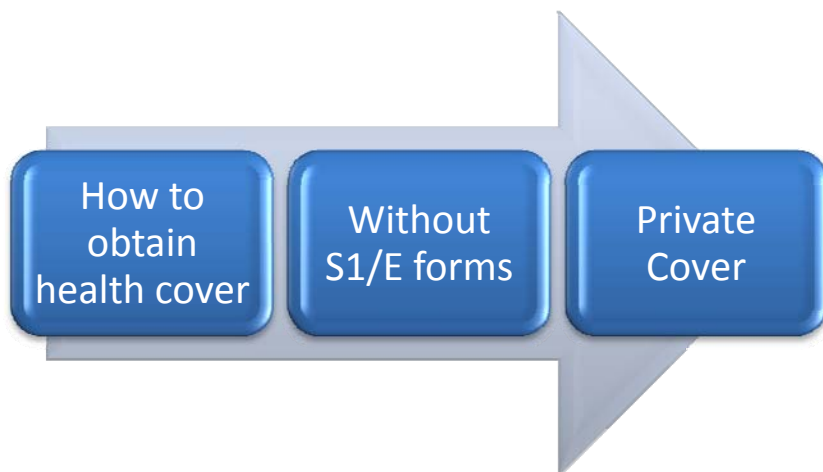 How to
obtain
health cover
Without
S1/E forms
Private
Cover